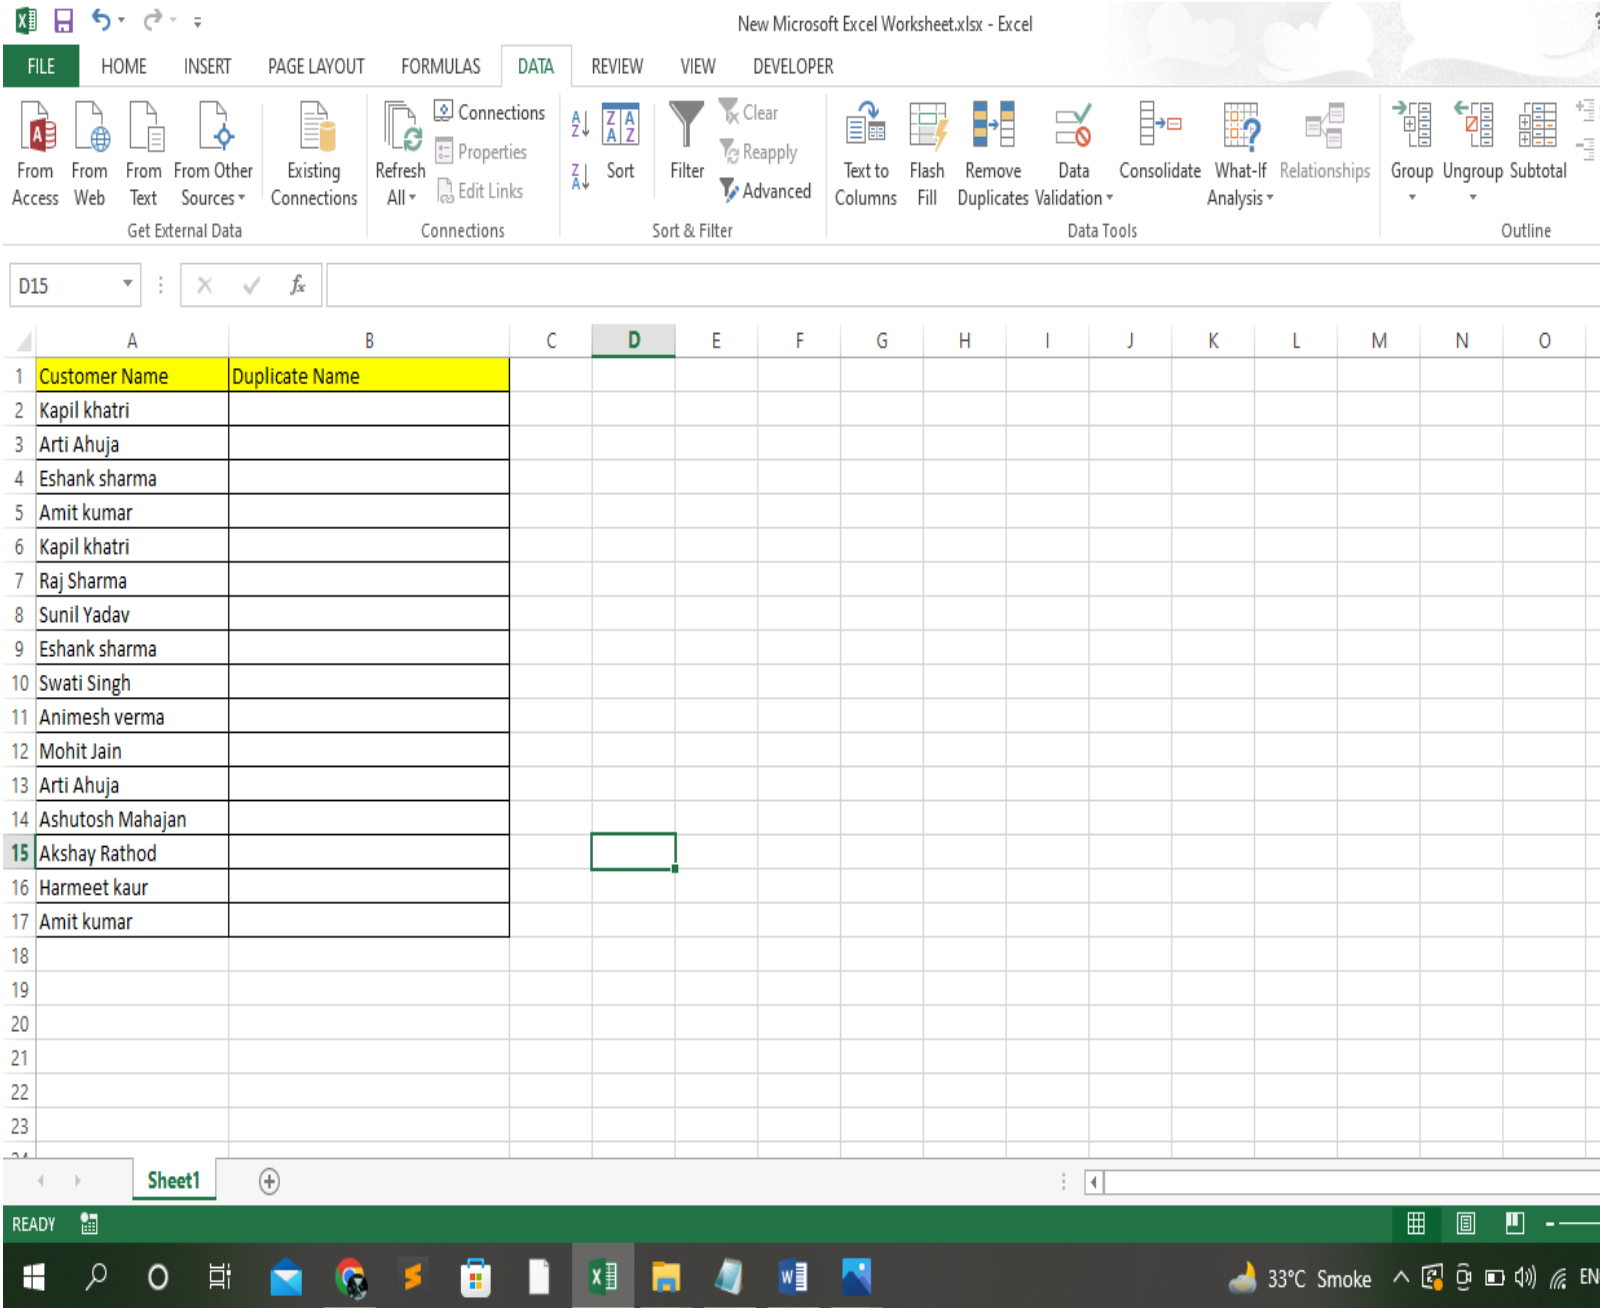 New Microsoft Excel Worksheet.xlsx - Excel
FILE HOME INSERT PAGE LAYOUT FORMULAS DATA REVIEW VIEW DEVELOPER
From Access From Web From Text From Other Sources Existing Connections
Get External Data
Refresh All Connections Properties Edit Links
Connections
Sort Filter Clear Reapply Advanced
Sort & Filter
Text to Columns Flash Fill Remove Duplicates Data Validation Consolidate What-If Analysis Relationships
Data Tools
Group Ungroup Subtotal
Outline
D15 fx
A B C D E F G H I J K L M N O
1 Customer Name Duplicate Name
2 Kapil khatri
3 Arti Ahuja
4 Eshank sharma
5 Amit kumar
6 Kapil khatri
7 Raj Sharma
8 Sunil Yadav
9 Eshank sharma
10 Swati Singh
11 Animesh verma
12 Mohit Jain
13 Arti Ahuja
14 Ashutosh Mahajan
15 Akshay Rathod
16 Harmeet kaur
17 Amit kumar
18
19
20
21
22
23
Sheet1
READY
33°C Smoke EN